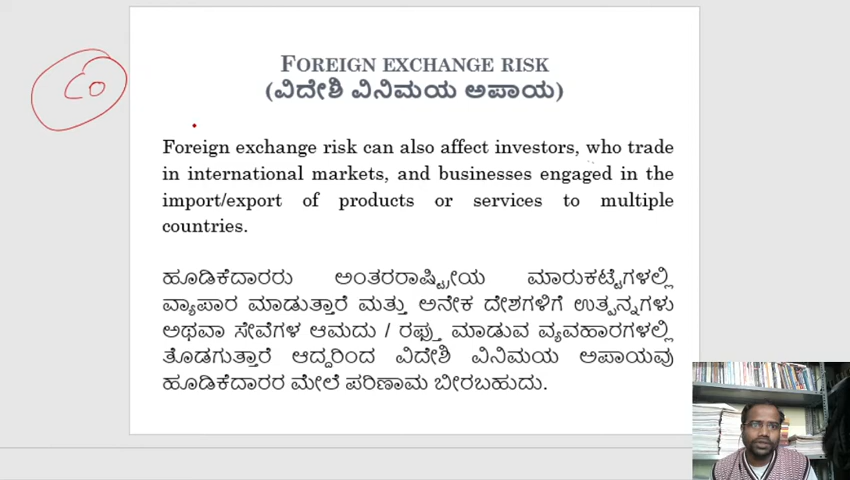 Co
FOREIGN EXCHANGE RISK
(ವಿದೇಶಿ ವಿನಿಮಯ ಅಪಾಯ)
Foreign exchange risk can also affect investors, who trade
in international markets, and businesses engaged in the
import/export of products or services to multiple
countries.
ಹೂಡಿಕೆದಾರರು ಅಂತರರಾಷ್ಟ್ರೀಯ ಮಾರುಕಟ್ಟೆಗಳಲ್ಲಿ
ವ್ಯಾಪಾರ ಮಾಡುತ್ತಾರೆ ಮತ್ತು ಅನೇಕ ದೇಶಗಳಿಗೆ ಉತ್ಪನ್ನಗಳು
ಅಥವಾ ಸೇವೆಗಳ ಆಮದು / ರಫ್ತು ಮಾಡುವ ವ್ಯವಹಾರಗಳಲ್ಲಿ
ತೊಡಗುತ್ತಾರೆ ಆದ್ದರಿಂದ ವಿದೇಶಿ ವಿನಿಮಯ ಅಪಾಯವು
ಹೂಡಿಕೆದಾರರ ಮೇಲೆ ಪರಿಣಾಮ ಬೀರಬಹುದು.